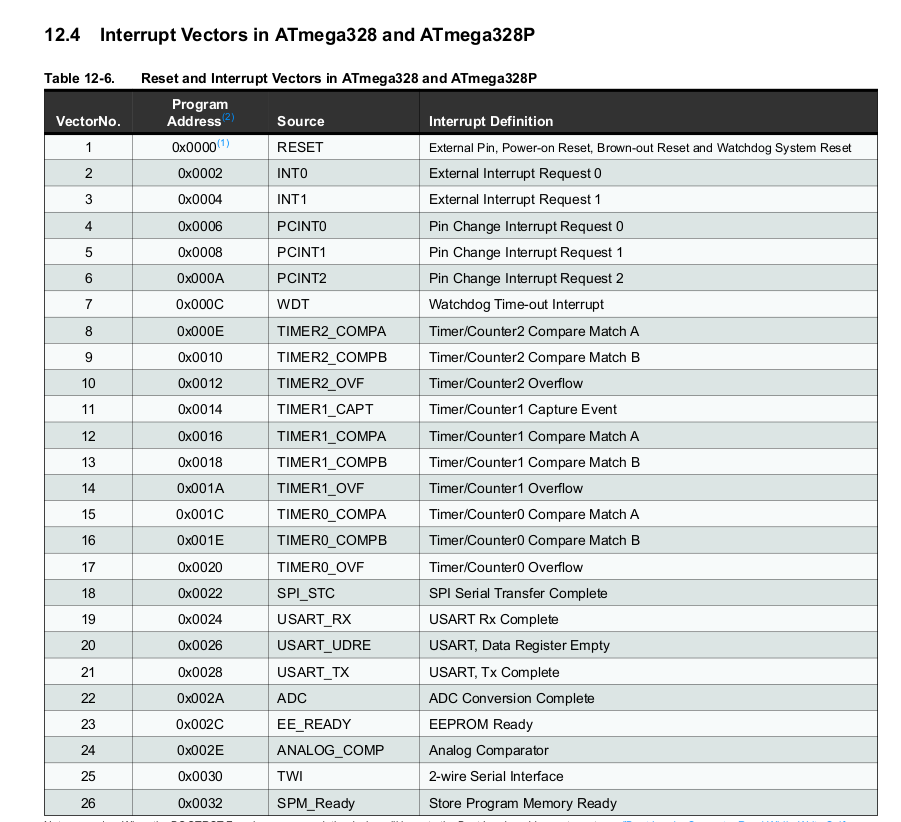 12.4 Interrupt Vectors in ATmega328 and ATmega328P
Table 12-6. Reset and Interrupt Vectors in ATmega328 and ATmega328P
VectorNo. Program Address(2) Source Interrupt Definition
1 0x0000(1) RESET External Pin, Power-on Reset, Brown-out Reset and Watchdog System Reset
2 0x0002 INT0 External Interrupt Request 0
3 0x0004 INT1 External Interrupt Request 1
4 0x0006 PCINT0 Pin Change Interrupt Request 0
5 0x0008 PCINT1 Pin Change Interrupt Request 1
6 0x000A PCINT2 Pin Change Interrupt Request 2
7 0x000C WDT Watchdog Time-out Interrupt
8 0x000E TIMER2_COMPA Timer/Counter2 Compare Match A
9 0x0010 TIMER2_COMPB Timer/Counter2 Compare Match B
10 0x0012 TIMER2_OVF Timer/Counter2 Overflow
11 0x0014 TIMER1_CAPT Timer/Counter1 Capture Event
12 0x0016 TIMER1_COMPA Timer/Counter1 Compare Match A
13 0x0018 TIMER1_COMPB Timer/Counter1 Compare Match B
14 0x001A TIMER1_OVF Timer/Counter1 Overflow
15 0x001C TIMER0_COMPA Timer/Counter0 Compare Match A
16 0x001E TIMER0_COMPB Timer/Counter0 Compare Match B
17 0x0020 TIMER0_OVF Timer/Counter0 Overflow
18 0x0022 SPI_STC SPI Serial Transfer Complete
19 0x0024 USART_RX USART Rx Complete
20 0x0026 USART_UDRE USART, Data Register Empty
21 0x0028 USART_TX USART, Tx Complete
22 0x002A ADC ADC Conversion Complete
23 0x002C EE_READY EEPROM Ready
24 0x002E ANALOG_COMP Analog Comparator
25 0x0030 TWI 2-wire Serial Interface
26 0x0032 SPM_Ready Store Program Memory Ready